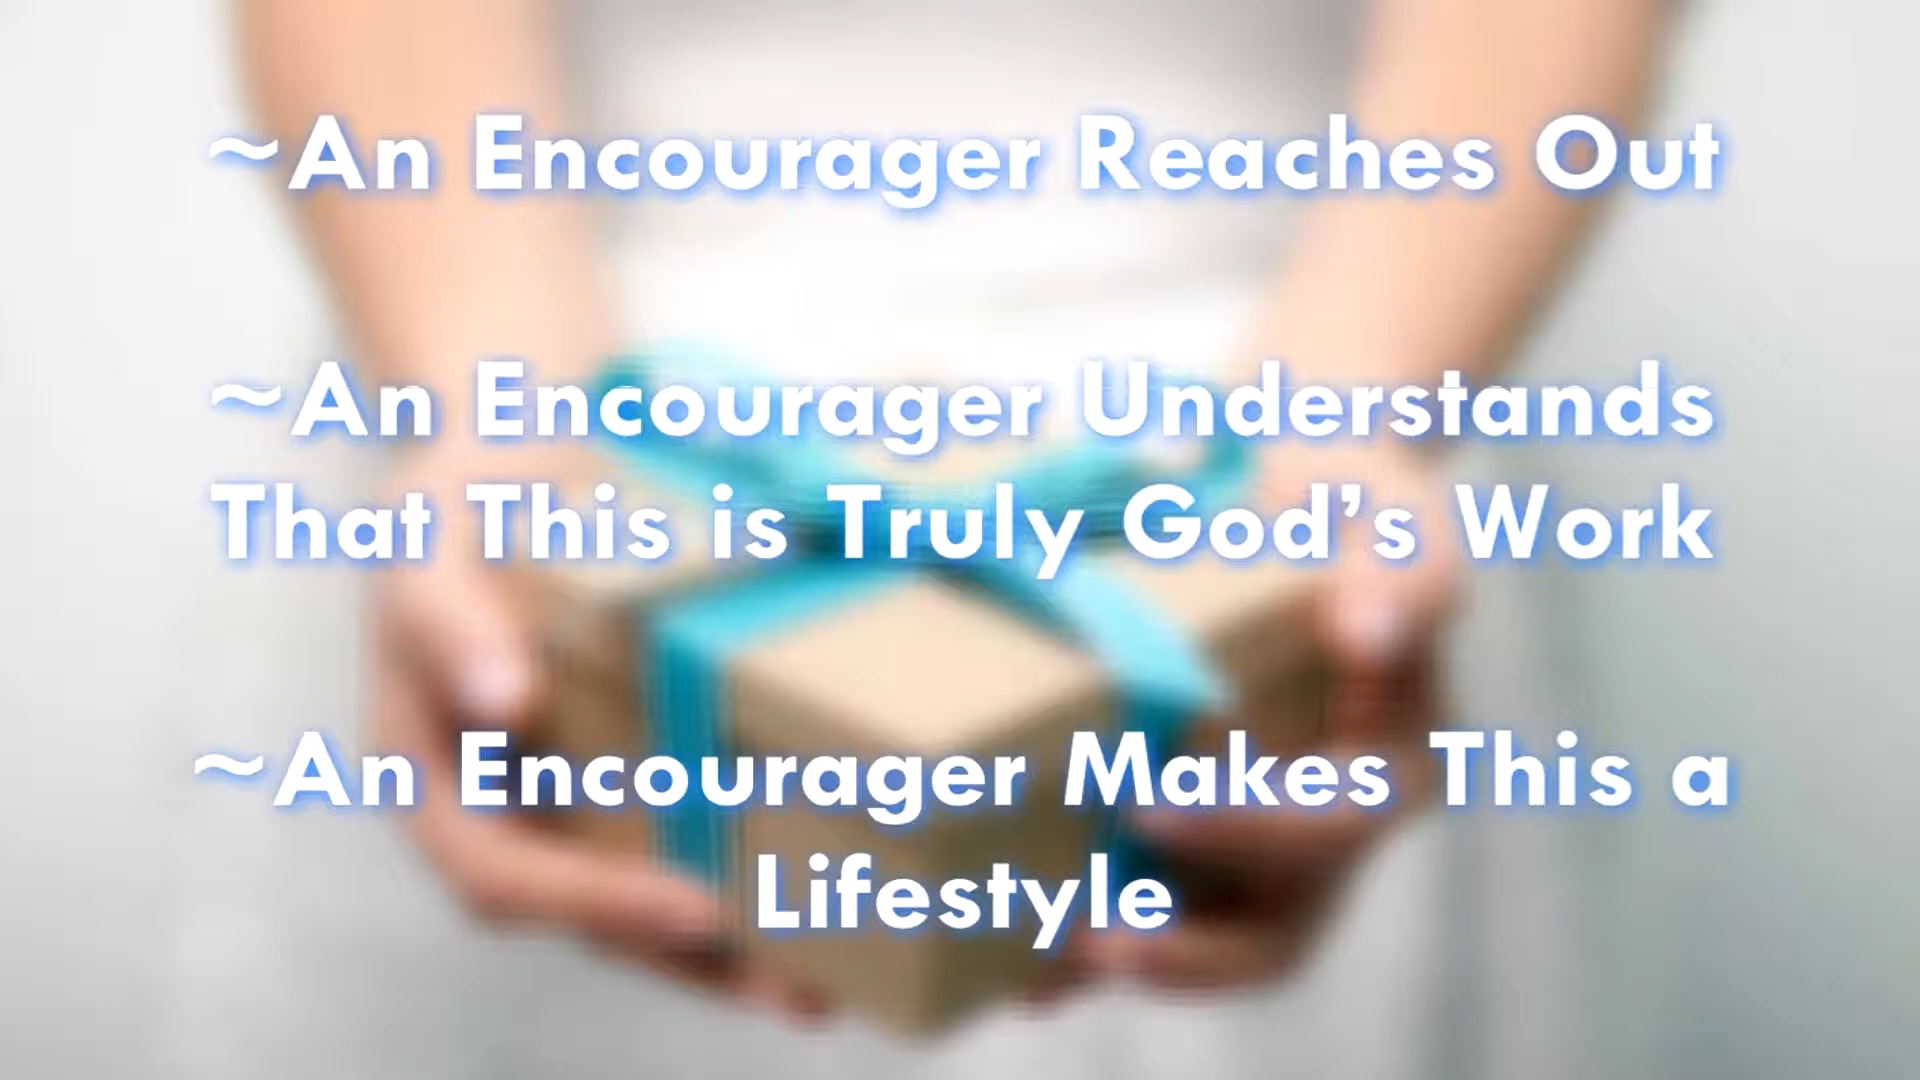 ~An Encourager Reaches Out
~An Encourager Understands
That This is Truly God’s Work
~An Encourager Makes This a
Lifestyle